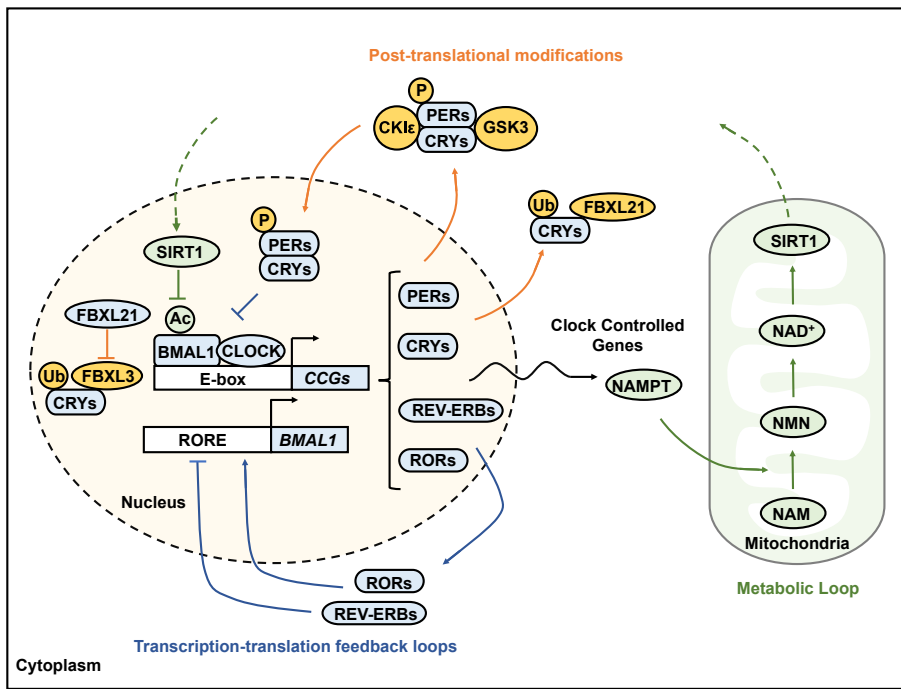 Post-translational modifications
P
PERs
CKIε
GSK3
CRYs
Ub
FBXL21
CRYs
P
PERs
CRYs
SIRT1
SIRT1
FBXL21
Ac
PERs
BMAL1
CLOCK
CRYs
Clock Controlled
Genes
NAD+
Ub
FBXL3
CRYs
E-box
CCGs
NAMPT
REV-ERBs
NMN
RORE
BMAL1
RORs
Nucleus
NAM
Mitochondria
RORs
REV-ERBs
Metabolic Loop
Transcription-translation feedback loops
Cytoplasm